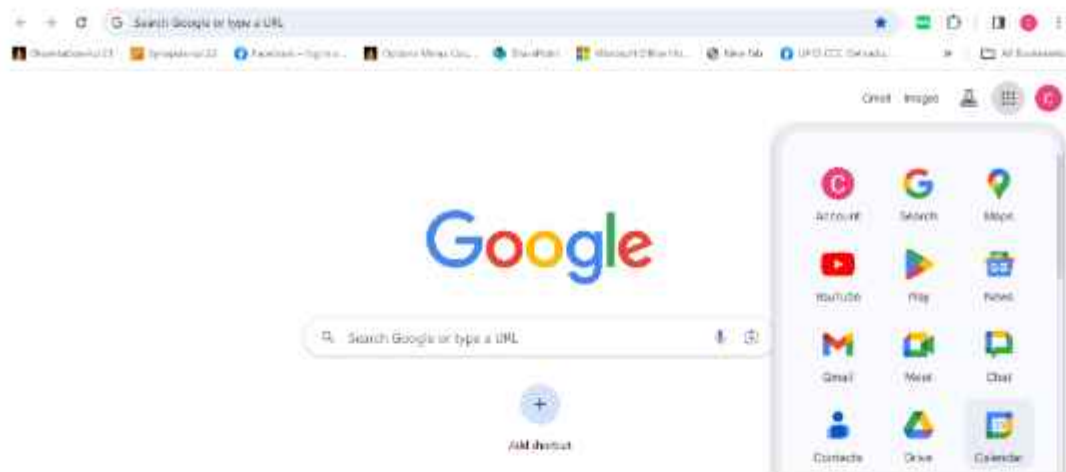 Search Google or type a URL
SharePoint
New Tab
All Bookmarks
Gmail Images
C
Google
Search Google or type a URL
Add shortcut
C
Account Search Maps
YouTube Play News
Gmail Meet Chat
Contacts Drive Calendar